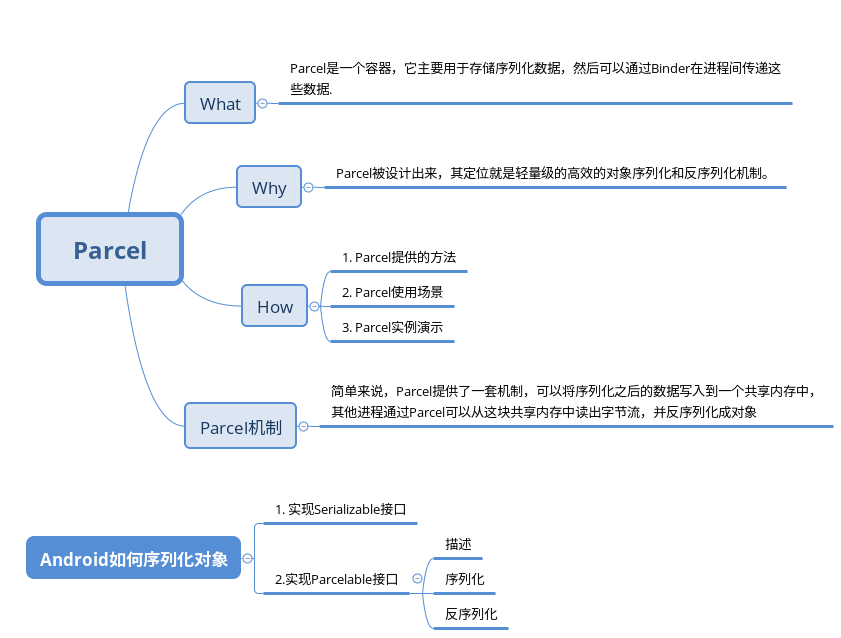 Parcel
What
Parcel是一个容器，它主要用于存储序列化数据，然后可以通过Binder在进程间传递这
些数据.
Why
Parcel被设计出来，其定位就是轻量级的高效的对象序列化和反序列化机制。
How
1. Parcel提供的方法
2. Parcel使用场景
3. Parcel实例演示
Parcel机制
简单来说，Parcel提供了一套机制，可以将序列化之后的数据写入到一个共享内存中，
其他进程通过Parcel可以从这块共享内存中读出字节流，并反序列化成对象
Android如何序列化对象
1. 实现Serializable接口
2.实现Parcelable接口
描述
序列化
反序列化